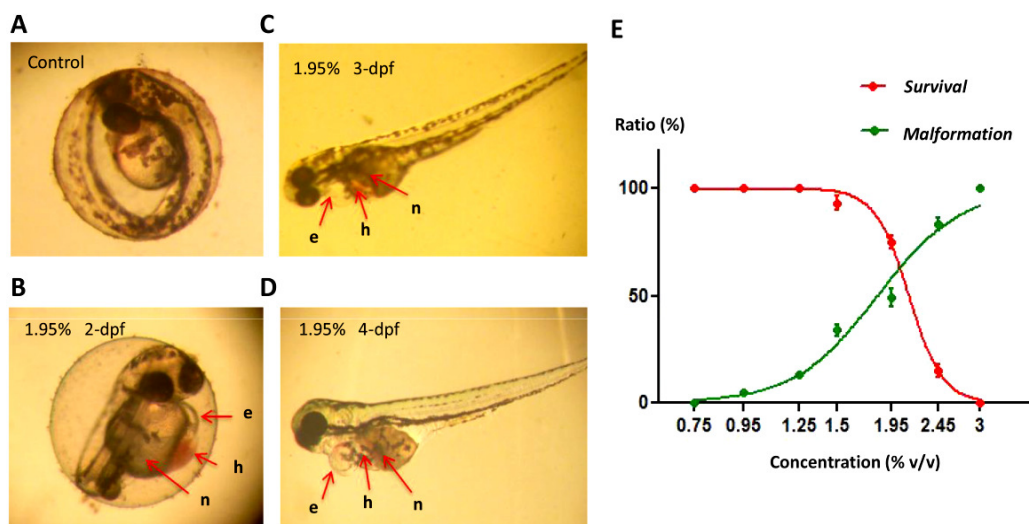 A
Control
B
1.95% 2-dpf
e
h
n
C
1.95% 3-dpf
e
h
n
D
1.95% 4-dpf
e
h
n
E
Survival
Malformation
Ratio (%)
100
50
0
0.75 0.95 1.25 1.5 1.95 2.45 3
Concentration (% v/v)